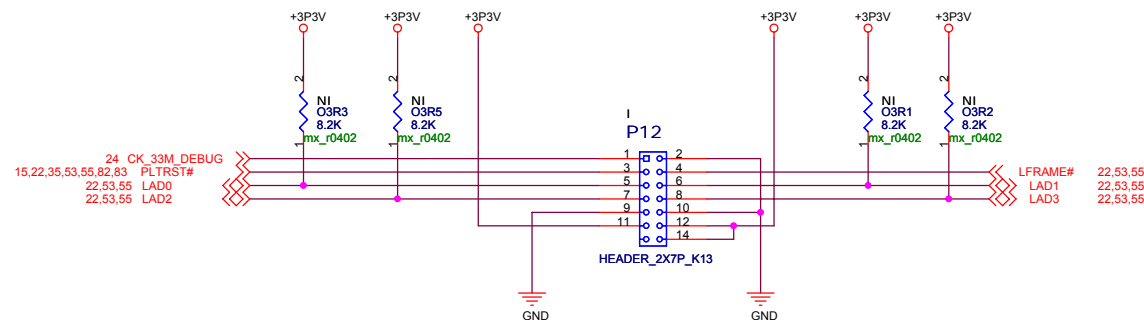 +3P3V +3P3V +3P3V +3P3V +3P3V +3P3V
2 2 2 2
NI NI NI NI
O3R3 O3R5 O3R1 O3R2
8.2K 8.2K 8.2K 8.2K
mx_r0402 mx_r0402 mx_r0402 mx_r0402
1 1 1 1
I
P12
24 CK_33M_DEBUG 1 2
15,22,35,53,55,82,83 PLTRST# 3 4 LFRAME# 22,53,55
22,53,55 LAD0 5 6 LAD1 22,53,55
22,53,55 LAD2 7 8 LAD3 22,53,55
9 10
11 12
14
HEADER_2X7P_K13
GND GND